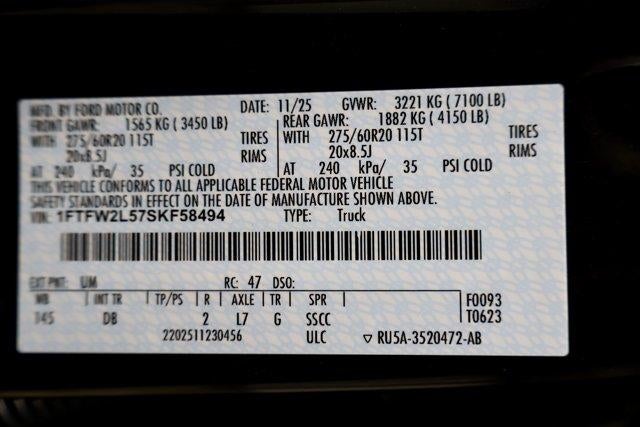 MFD. BY FORD MOTOR CO. DATE: 11/25 GVWR: 3221 KG ( 7100 LB)
FRONT GAWR: 1565 KG ( 3450 LB) REAR GAWR: 1882 KG ( 4150 LB)
WITH 275/60R20 115T TIRES WITH 275/60R20 115T TIRES
20x8.5J RIMS 20x8.5J RIMS
AT 240 kPa/ 35 PSI COLD AT 240 kPa/ 35 PSI COLD
THIS VEHICLE CONFORMS TO ALL APPLICABLE FEDERAL MOTOR VEHICLE
SAFETY STANDARDS IN EFFECT ON THE DATE OF MANUFACTURE SHOWN ABOVE.
VIN: 1FTFW2L57SKF58494 TYPE: Truck
EXT PNT: UM RC: 47 DSO:
WB INT TR TP/PS R AXLE TR SPR F0093
145 DB 2 L7 G SSCC T0623
2202511230456 ULC ▽ RU5A-3520472-AB